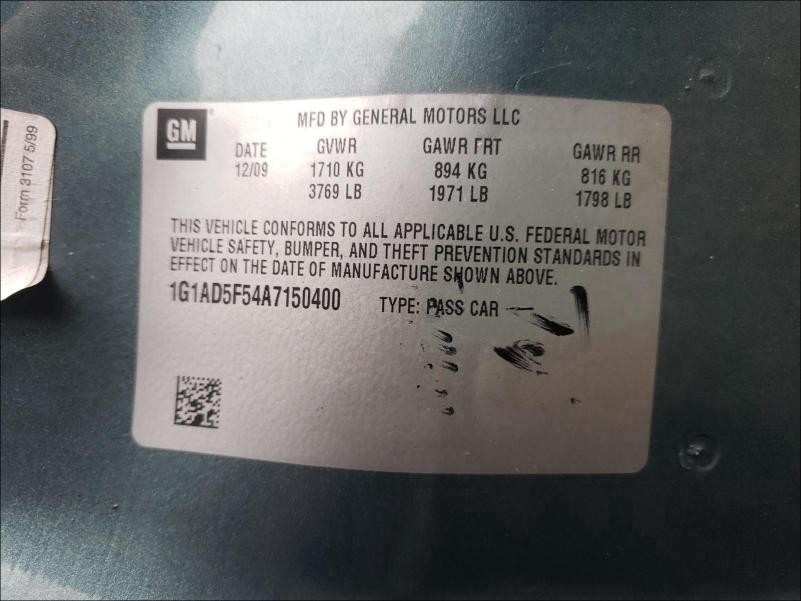 GM
MFD BY GENERAL MOTORS LLC
DATE GVWR GAWR FRT GAWR RR
12/09 1710 KG 894 KG 816 KG
3769 LB 1971 LB 1798 LB
THIS VEHICLE CONFORMS TO ALL APPLICABLE U.S. FEDERAL MOTOR
VEHICLE SAFETY, BUMPER, AND THEFT PREVENTION STANDARDS IN
EFFECT ON THE DATE OF MANUFACTURE SHOWN ABOVE.
1G1AD5F54A7150400 TYPE: PASS CAR
Form 3107 5/99